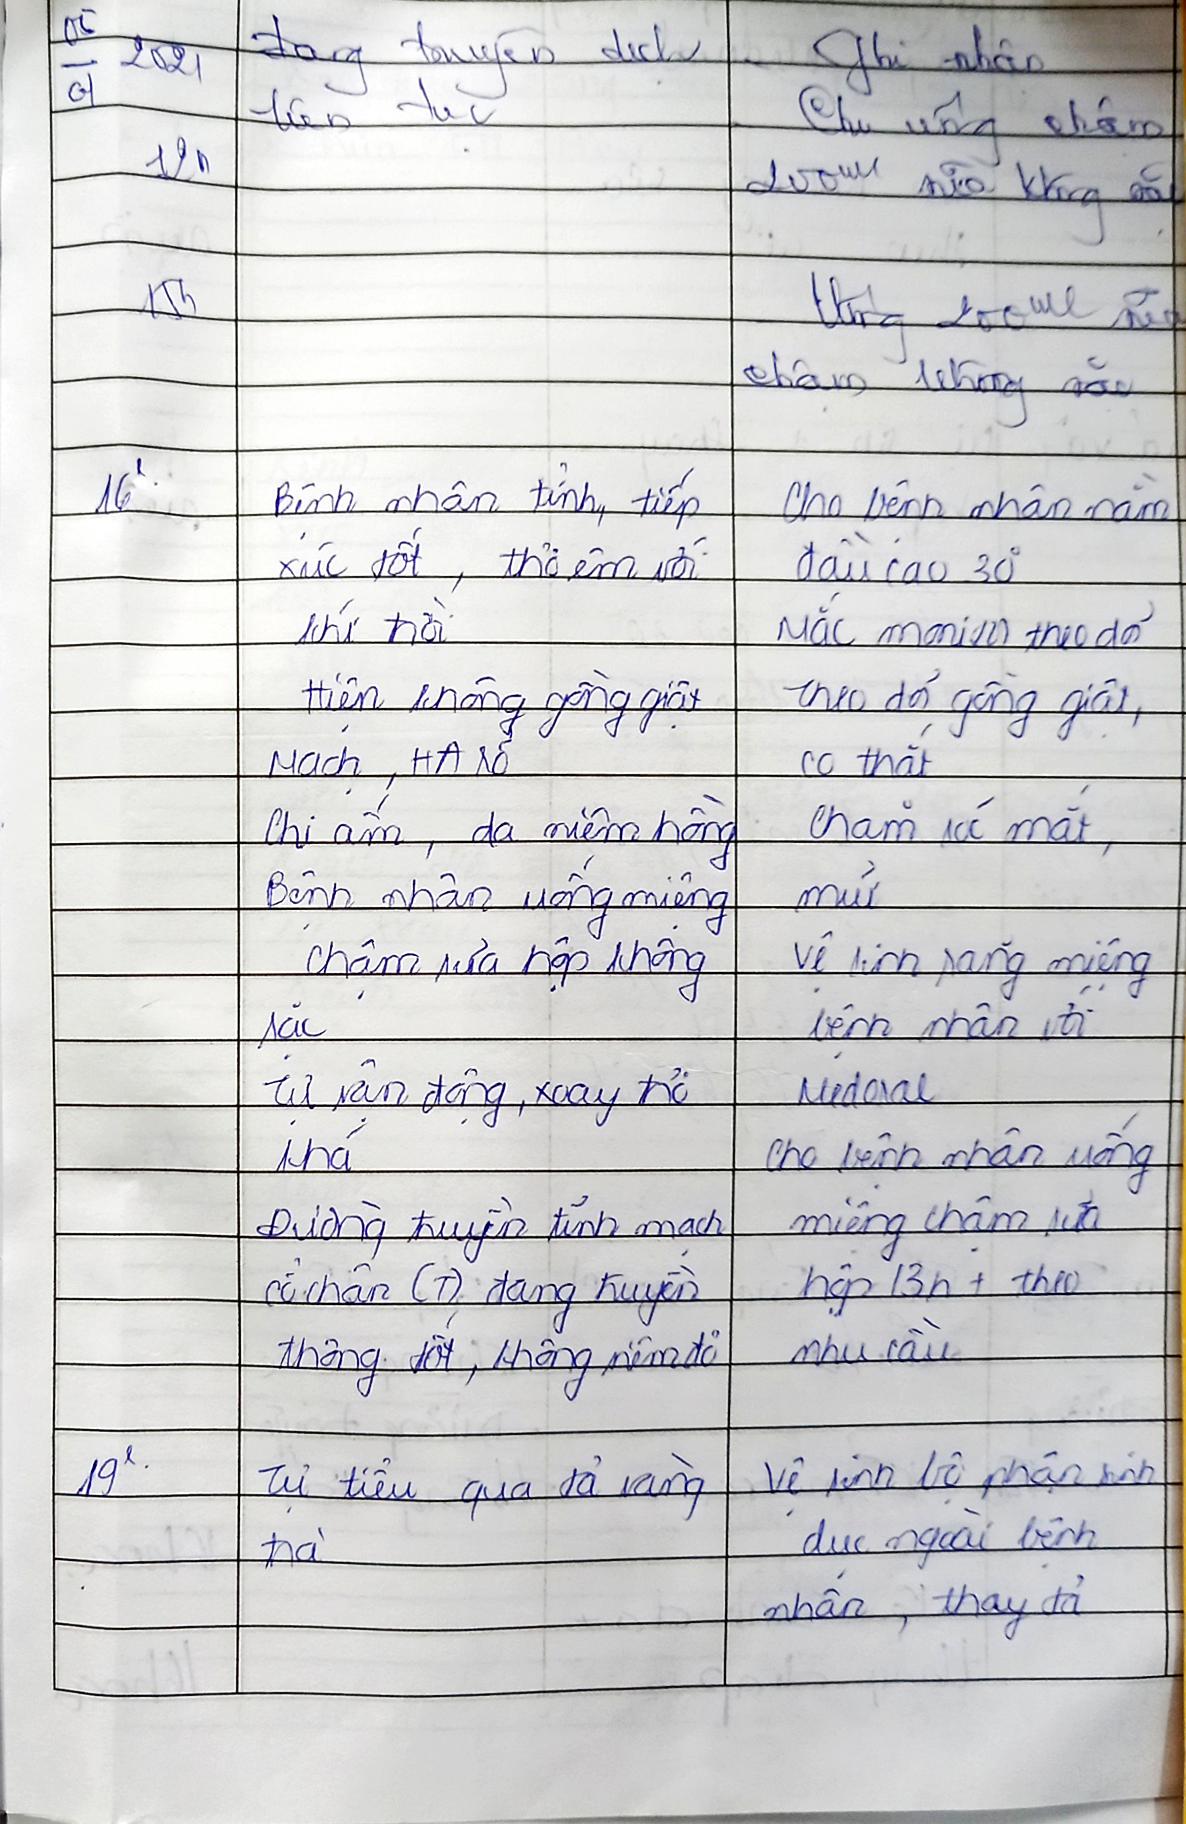 05 2021 Đang truyền dịch Ghi nhận
01 liên tục Cho uống chậm
12h 200ml sữa không sặc
15h Uống 200ml sữa
chậm không sặc
16h Bệnh nhân tỉnh, tiếp Cho bệnh nhân nằm
xúc tốt, thở êm với đầu cao 30°
khí trời Mắc monitor theo dõi
Hiện không gồng giật theo dõi gồng giật,
Mạch, HA rõ co thắt
Chi ấm, da niêm hồng Chăm sóc mắt,
Bệnh nhân uống miệng mũi
chậm sữa hộp không Vệ sinh răng miệng
sặc bệnh nhân với
Tự vận động, xoay trở Medoral
khá Cho bệnh nhân uống
Đường truyền tĩnh mạch miệng chậm sữa
cổ chân (T) đang truyền hộp l3h + theo
thông tốt, không viêm đỏ nhu cầu
19h Tự tiểu qua tả vàng Vệ sinh bộ phận sinh
trà dục ngoài bệnh
nhân, thay tả